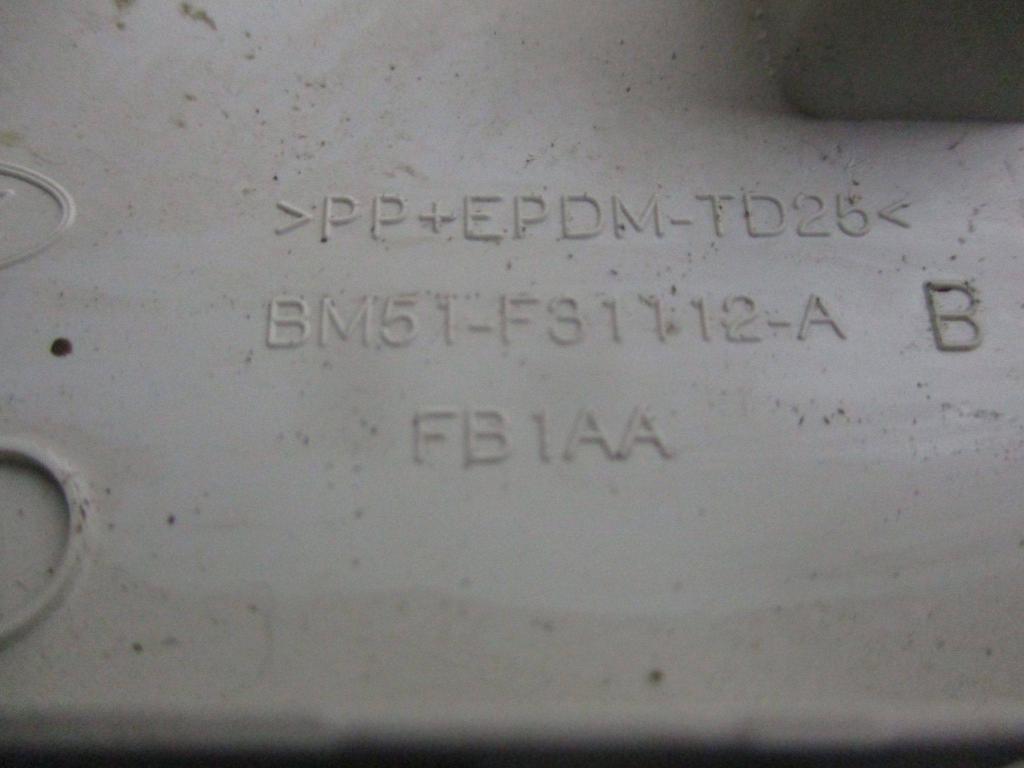 >PP+EPDM-TD25<
BM51-F31112-A B
FB1AA